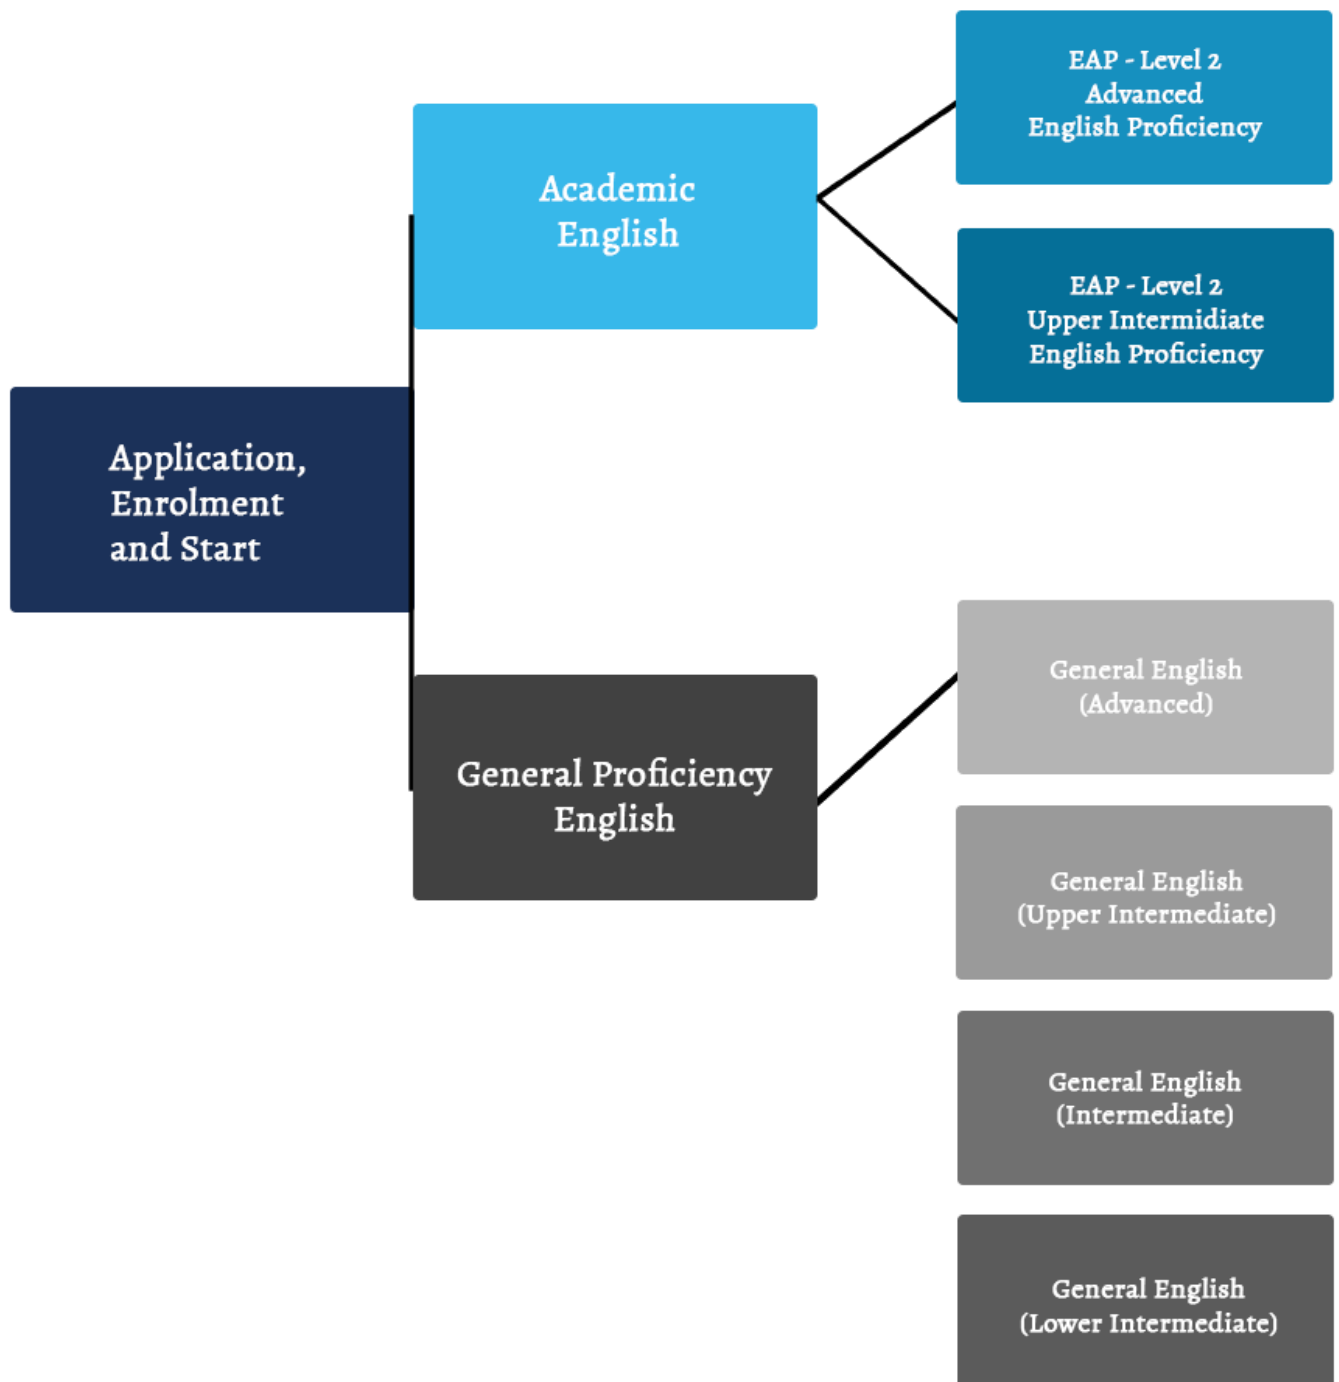 EAP - Level 2
Advanced
English Proficiency
Academic
English
EAP - Level 2
Upper Intermidiate
English Proficiency
Application,
Enrolment
and Start
General English
(Advanced)
General Proficiency
English
General English
(Upper Intermediate)
General English
(Intermediate)
General English
(Lower Intermediate)